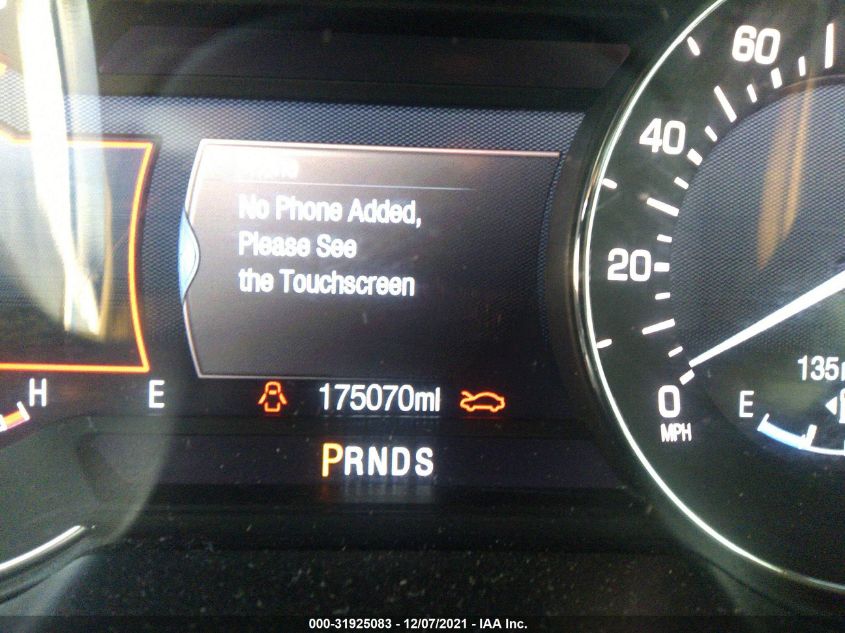 No Phone Added,
Please See
the Touchscreen
60
40
20
0
MPH
H
E
175070mi
E
135
PRNDS
000-31925083 - 12/07/2021 - IAA Inc.